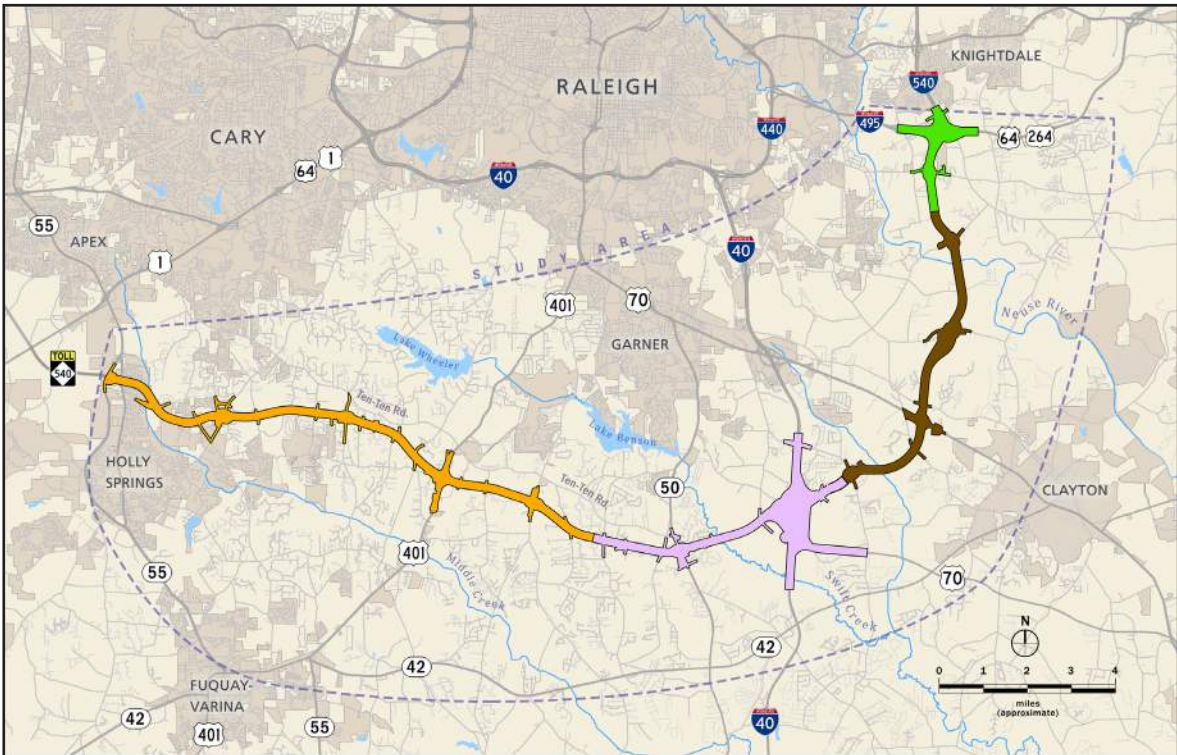 KNIGHTDALE
540
RALEIGH
495
440
64
264
CARY
1
64
40
55
APEX
1
STUDY AREA
40
401
70
Neuse River
GARNER
TOLL
540
Lake Wheeler
Ten-Ten Rd.
Lake Benson
HOLLY
SPRINGS
Ten-Ten Rd.
50
CLAYTON
401
55
Middle Creek
Swift Creek
70
N
42
42
0
1
2
3
4
miles
(approximate)
FUQUAY-
VARINA
42
401
55
40